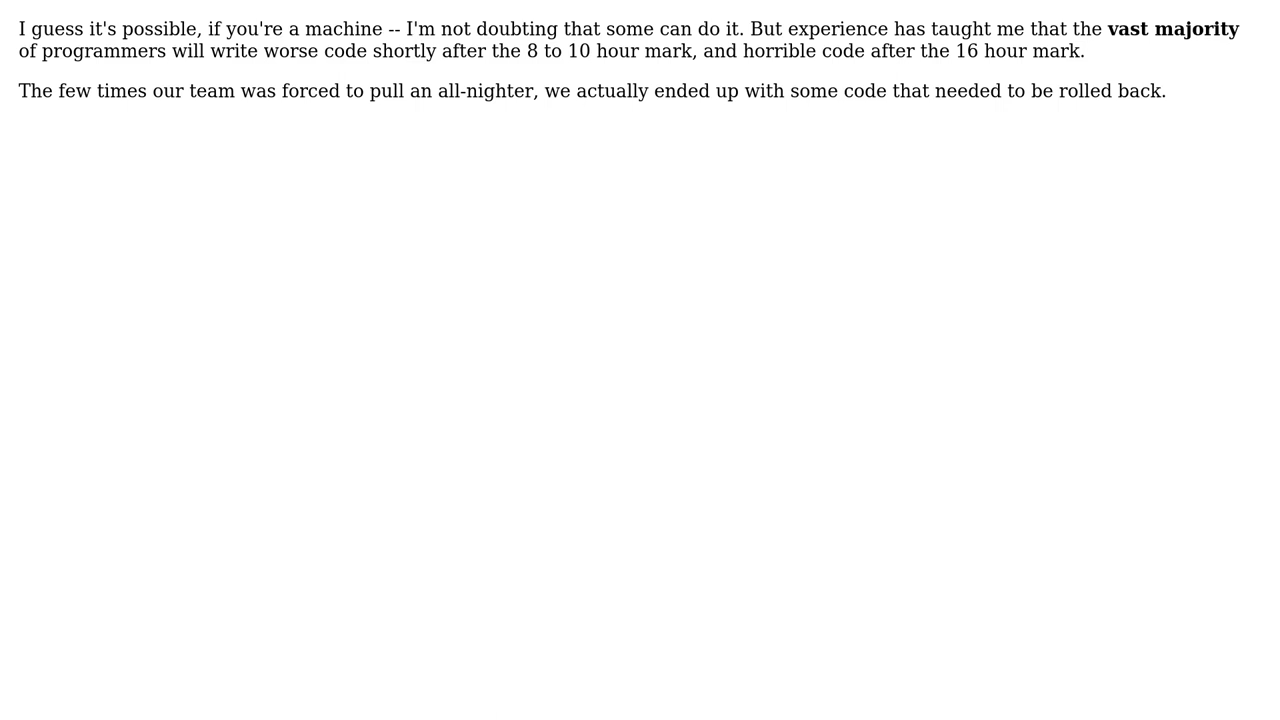 I guess it's possible, if you're a machine -- I'm not doubting that some can do it. But experience has taught me that the vast majority
of programmers will write worse code shortly after the 8 to 10 hour mark, and horrible code after the 16 hour mark.
The few times our team was forced to pull an all-nighter, we actually ended up with some code that needed to be rolled back.